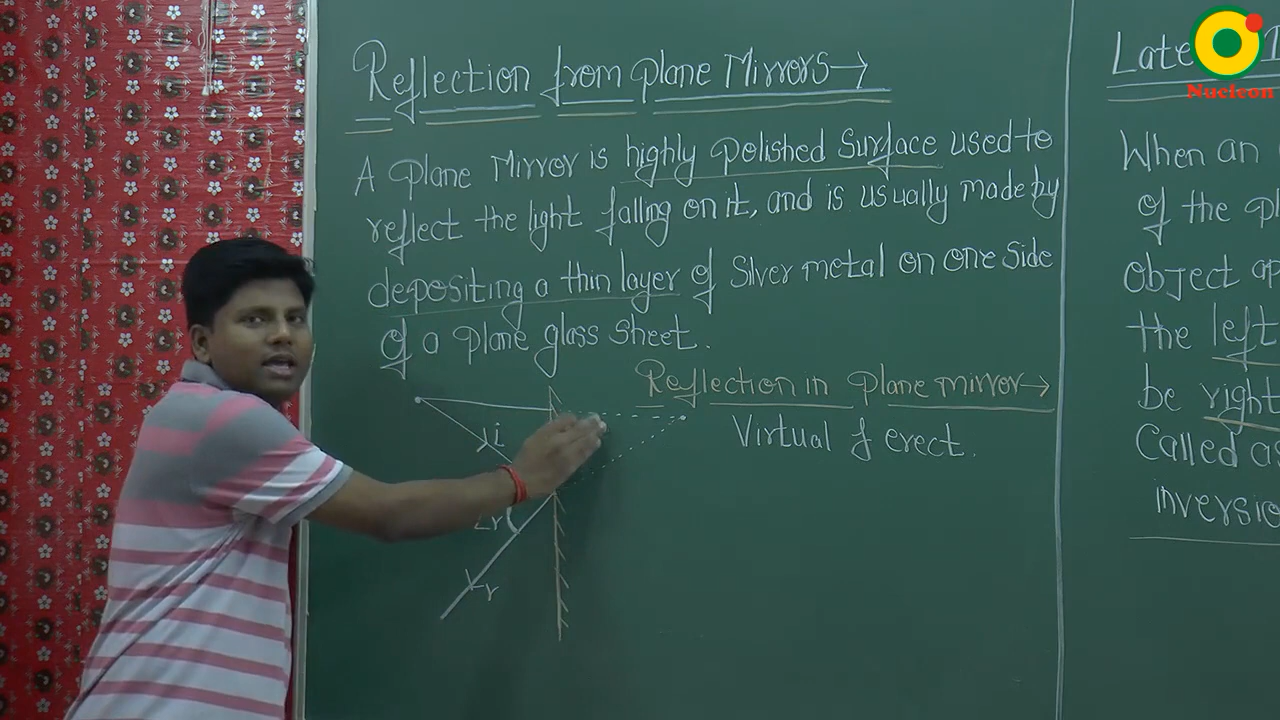 Reflection from plane Mirrors→
A plane Mirror is highly polished Surface used to
reflect the light falling on it, and is usually made by
depositing a thin layer of Silver metal on one Side
of a plane glass Sheet.
Reflection in plane mirror→
Virtual & erect.
i
∠r
r
Late
When an
of the pl
Object ap
the left
be right
Called as
inversio
Nucleon